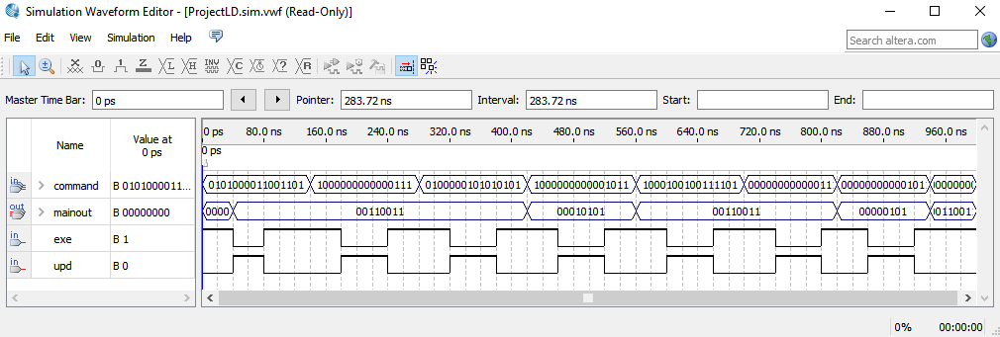 Simulation Waveform Editor - [ProjectLD.sim.vwf (Read-Only)]
File Edit View Simulation Help
Search altera.com
Master Time Bar: 0 ps Pointer: 283.72 ns Interval: 283.72 ns Start: End:
Name Value at 0 ps
0 ps 80.0 ns 160.0 ns 240.0 ns 320.0 ns 400.0 ns 480.0 ns 560.0 ns 640.0 ns 720.0 ns 800.0 ns 880.0 ns 960.0 ns
0 ps
in command B 0101000011... 0101000011001101 1000000000000111 0100000101010101 1000000000001011 1000100100111101 0000000000000011 0000000000000101
out mainout B 00000000 0000 00110011 00010101 00110011 00000101
in exe B 1
in upd B 0
0% 00:00:00